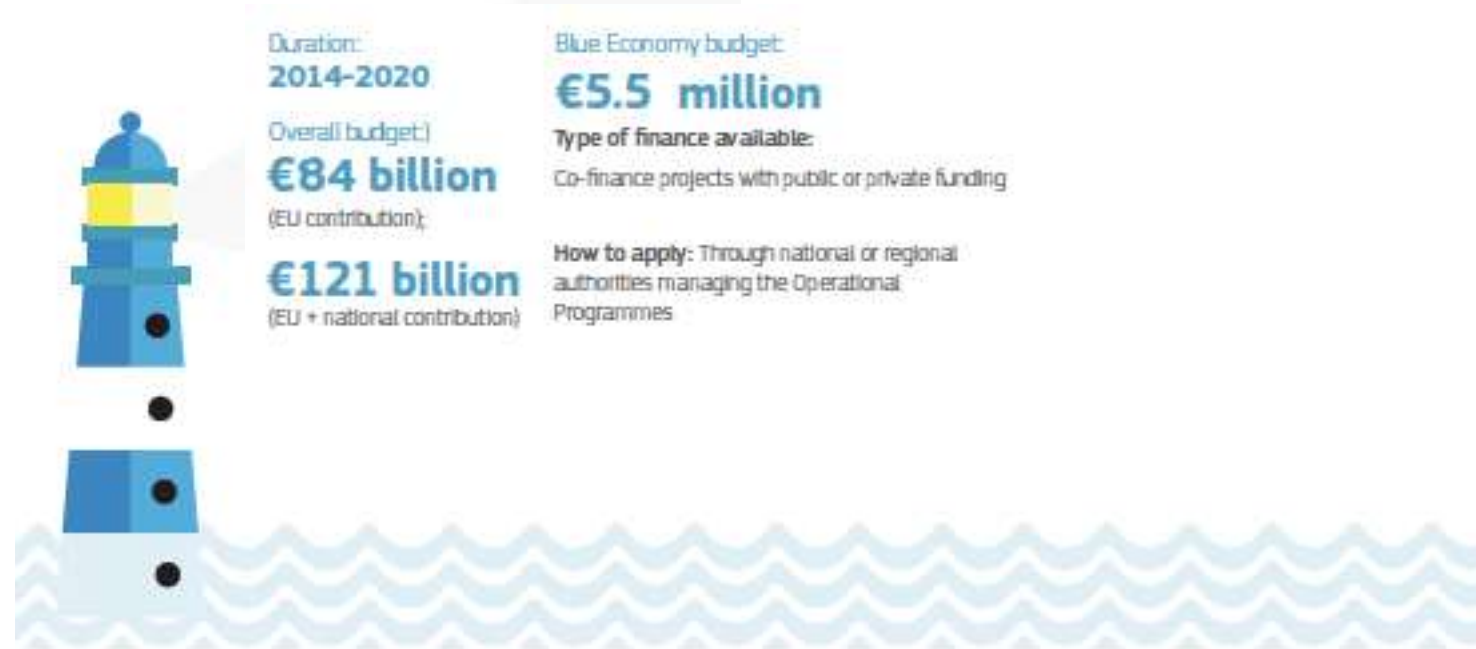 Duration:
2014-2020
Overall budget:)
€84 billion
(EU contribution);
€121 billion
(EU + national contribution)
Blue Economy budget:
€5.5 million
Type of finance available:
Co-finance projects with public or private funding
How to apply: Through national or regional
authorities managing the Operational
Programmes